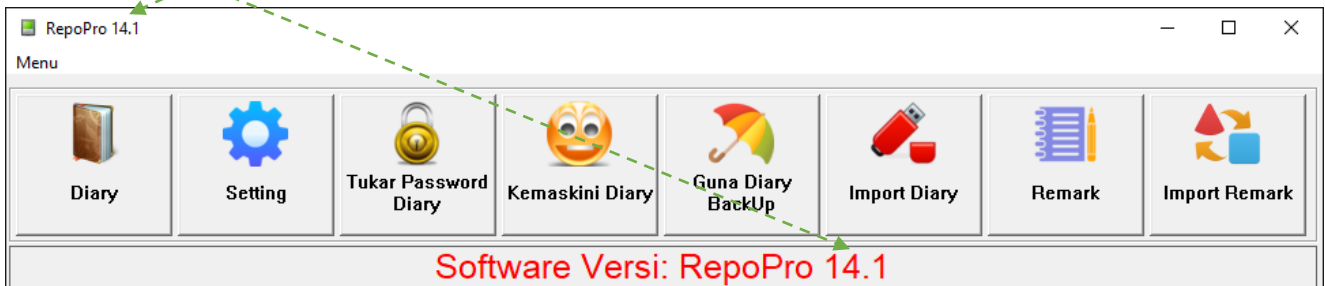 RepoPro 14.1
Menu
Diary
Setting
Tukar Password
Diary
Kemaskini Diary
Guna Diary
BackUp
Import Diary
Remark
Import Remark
Software Versi: RepoPro 14.1